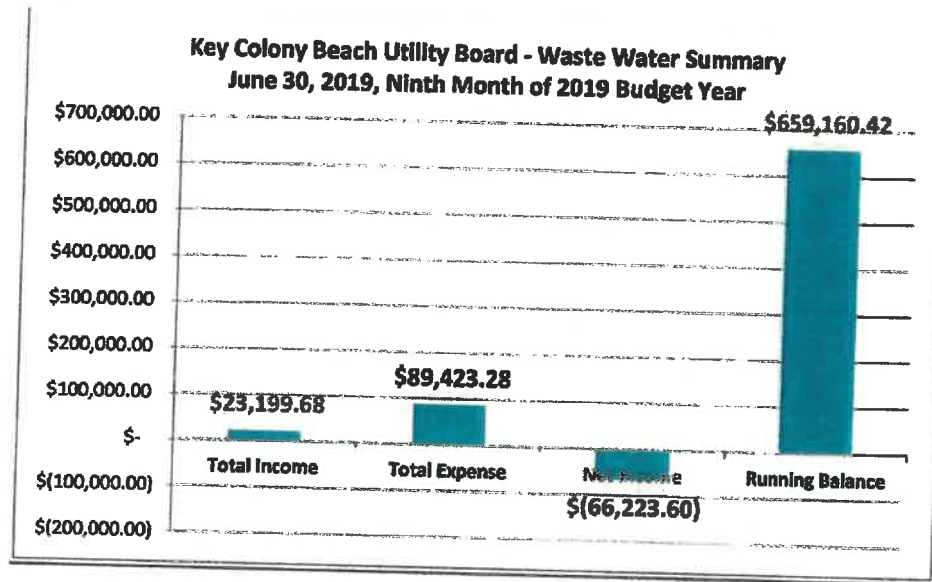 Key Colony Beach Utility Board - Waste Water Summary
June 30, 2019, Ninth Month of 2019 Budget Year
$700,000.00
$600,000.00
$500,000.00
$400,000.00
$300,000.00
$200,000.00
$100,000.00
$-
$(100,000.00)
$(200,000.00)
$23,199.68
$89,423.28
$(66,223.60)
$659,160.42
Total Income
Total Expense
Net Income
Running Balance